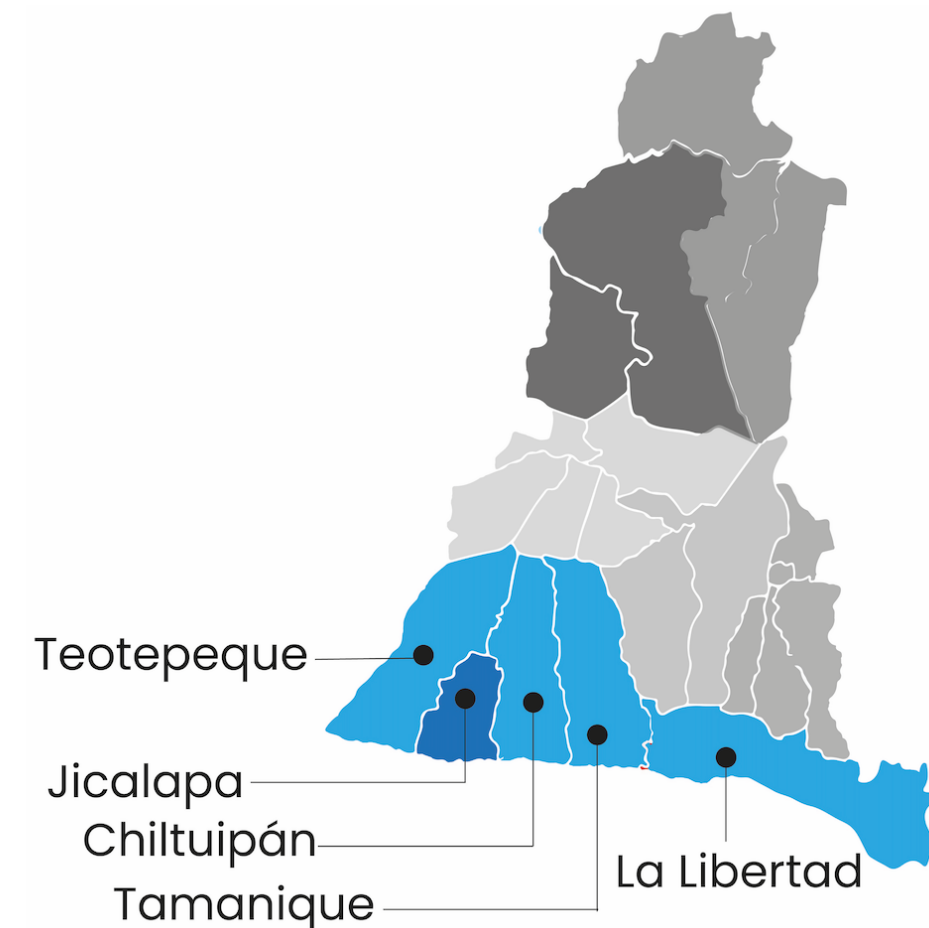 Teotepeque
Jicalapa
Chiltuipán
Tamanique
La Libertad